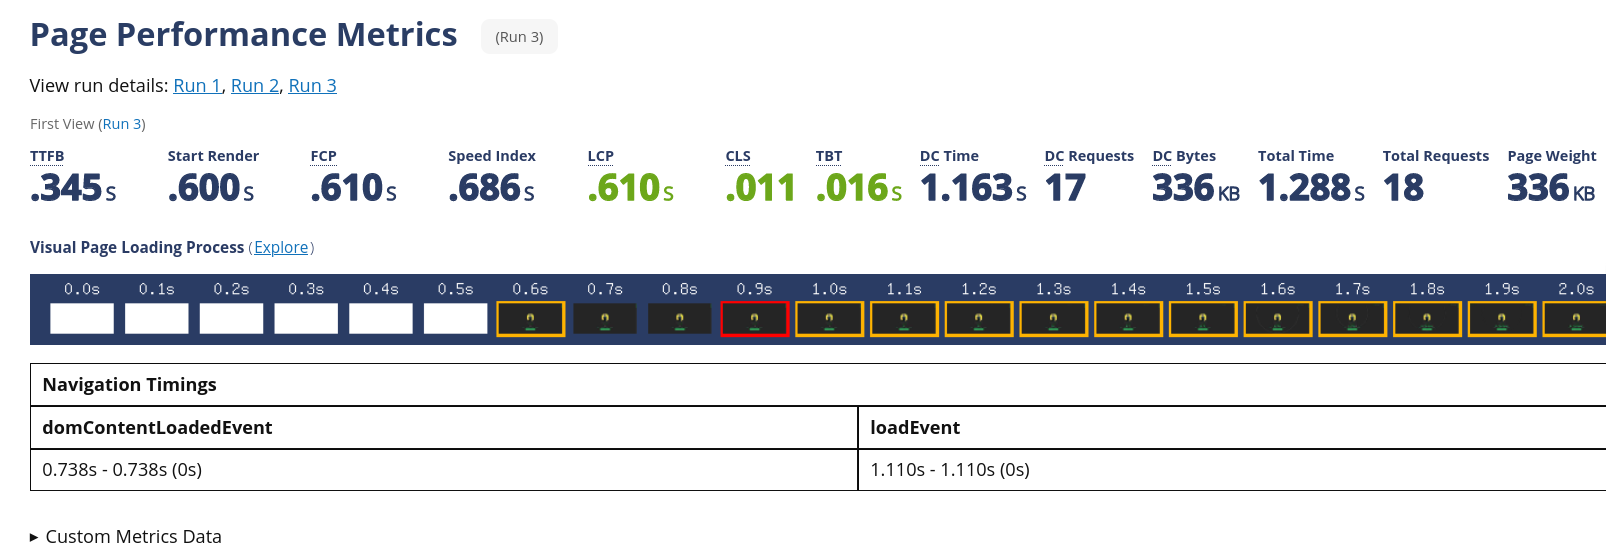 Page Performance Metrics (Run 3)
View run details: Run 1, Run 2, Run 3
First View (Run 3)
TTFB Start Render FCP Speed Index LCP CLS TBT DC Time DC Requests DC Bytes Total Time Total Requests Page Weight
.345S .600S .610S .686S .610S .011 .016S 1.163S 17 336KB 1.288S 18 336KB
Visual Page Loading Process (Explore)
0.0s 0.1s 0.2s 0.3s 0.4s 0.5s 0.6s 0.7s 0.8s 0.9s 1.0s 1.1s 1.2s 1.3s 1.4s 1.5s 1.6s 1.7s 1.8s 1.9s 2.0s
Navigation Timings
domContentLoadedEvent loadEvent
0.738s - 0.738s (0s) 1.110s - 1.110s (0s)
▸ Custom Metrics Data